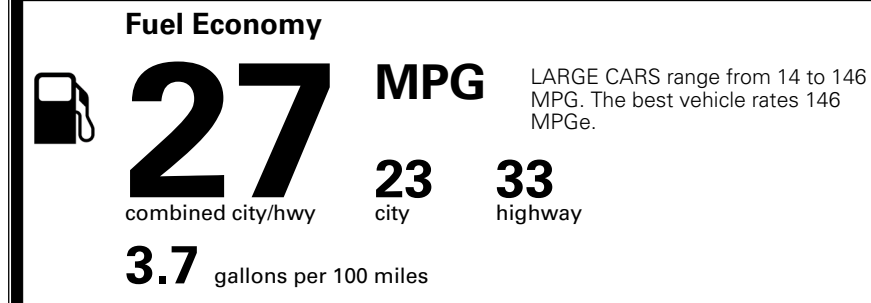 Fuel Economy
27 MPG
LARGE CARS range from 14 to 146
MPG. The best vehicle rates 146
MPGe.
combined city/hwy
23
city
33
highway
3.7 gallons per 100 miles